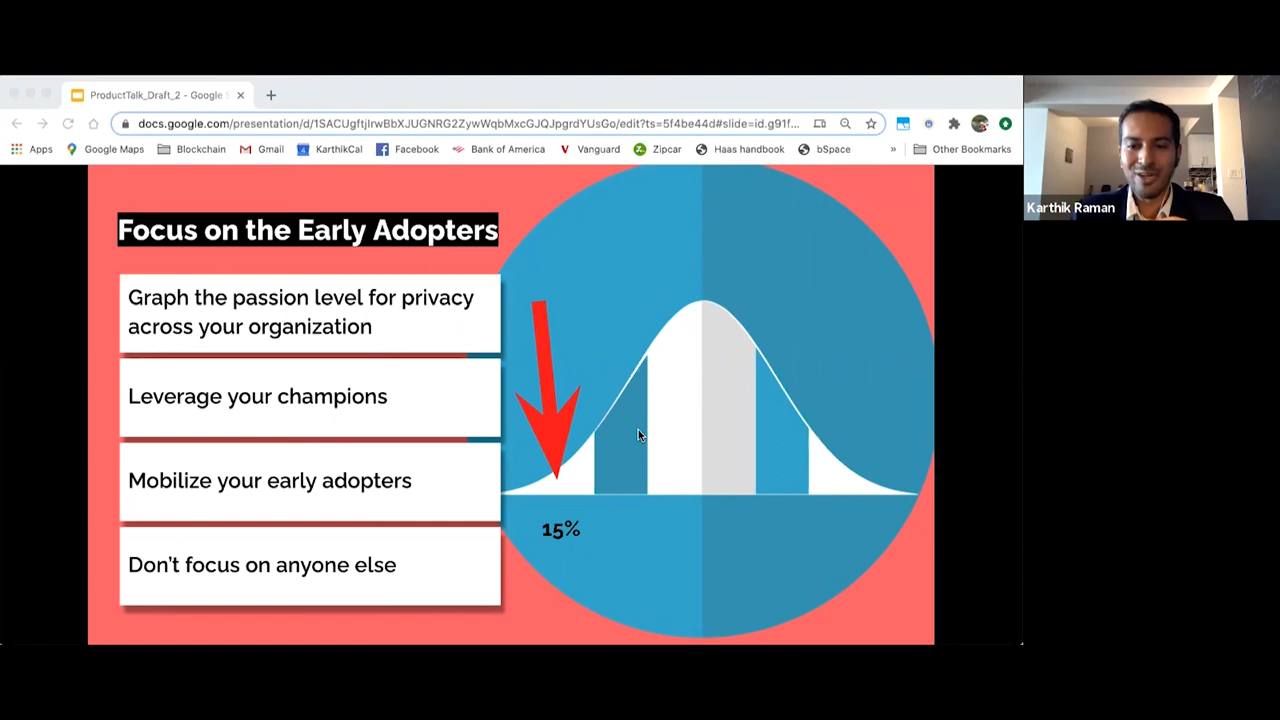 ProductTalk_Draft_2 - Google S
docs.google.com/presentation/d/1SACUgftjIrwBbXJUGNRG2ZywWqbMxcGJQJpgrdYUsGo/edit?ts=5f4be44d#slide=id.g91f...
Apps Google Maps Blockchain Gmail KarthikCal Facebook Bank of America Vanguard Zipcar Haas handbook bSpace » Other Bookmarks
Karthik Raman
Focus on the Early Adopters
Graph the passion level for privacy
across your organization
Leverage your champions
Mobilize your early adopters
15%
Don't focus on anyone else